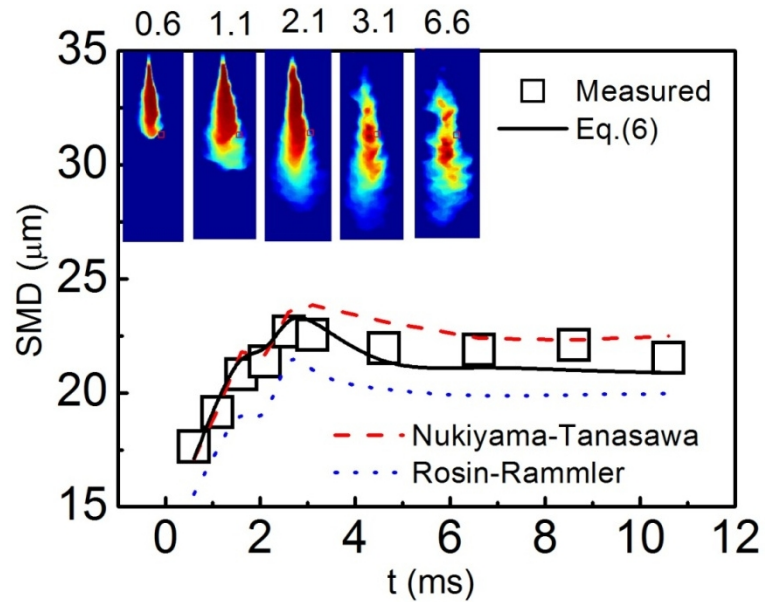 0.6 1.1 2.1 3.1 6.6
35
30
25
20
15
SMD (μm)
Measured
Eq.(6)
Nukiyama-Tanasawa
Rosin-Rammler
0 2 4 6 8 10 12
t (ms)